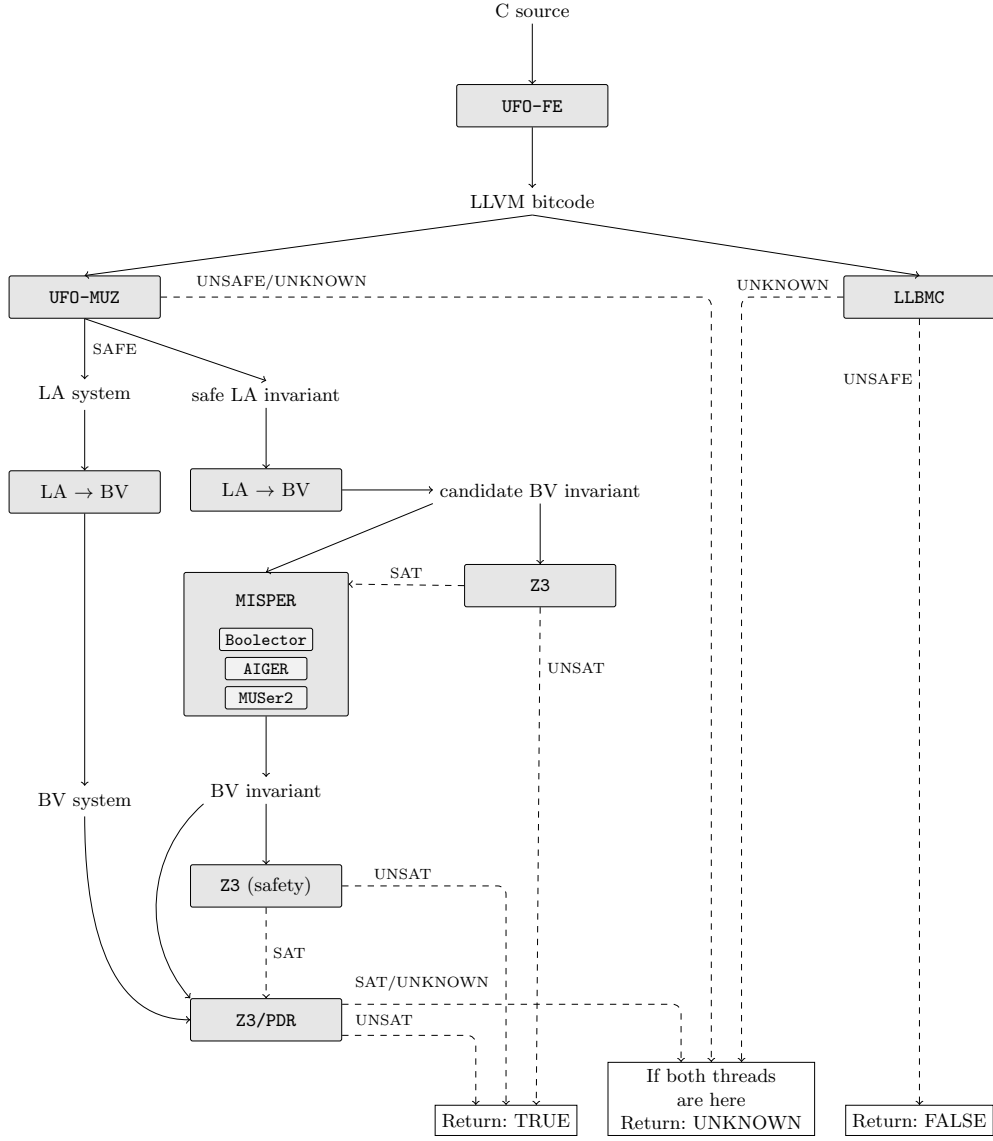 C source
UFO-FE
LLVM bitcode
UNSAFE/UNKNOWN
UNKNOWN
UFO-MUZ
LLBMC
SAFE
UNSAFE
LA system
safe LA invariant
LA → BV
LA → BV
candidate BV invariant
SAT
Z3
MISPER
Boolector
AIGER
MUSer2
UNSAT
BV system
BV invariant
Z3 (safety)
UNSAT
SAT
SAT/UNKNOWN
Z3/PDR
UNSAT
If both threads
are here
Return: UNKNOWN
Return: TRUE
Return: FALSE